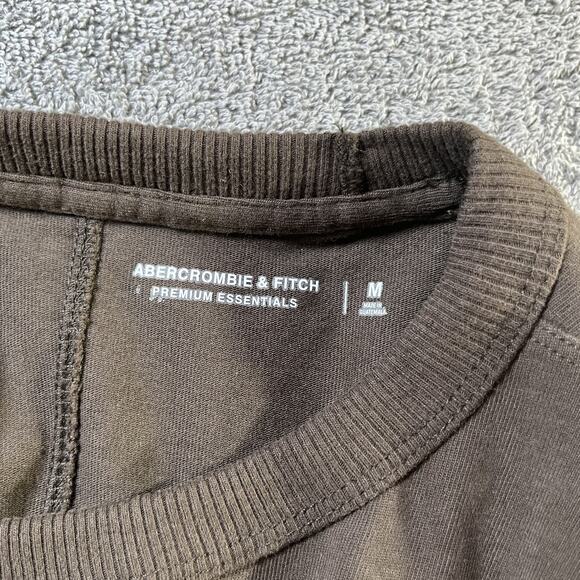 ABERCROMBIE & FITCH
PREMIUM ESSENTIALS
M
MADE IN
GUATEMALA